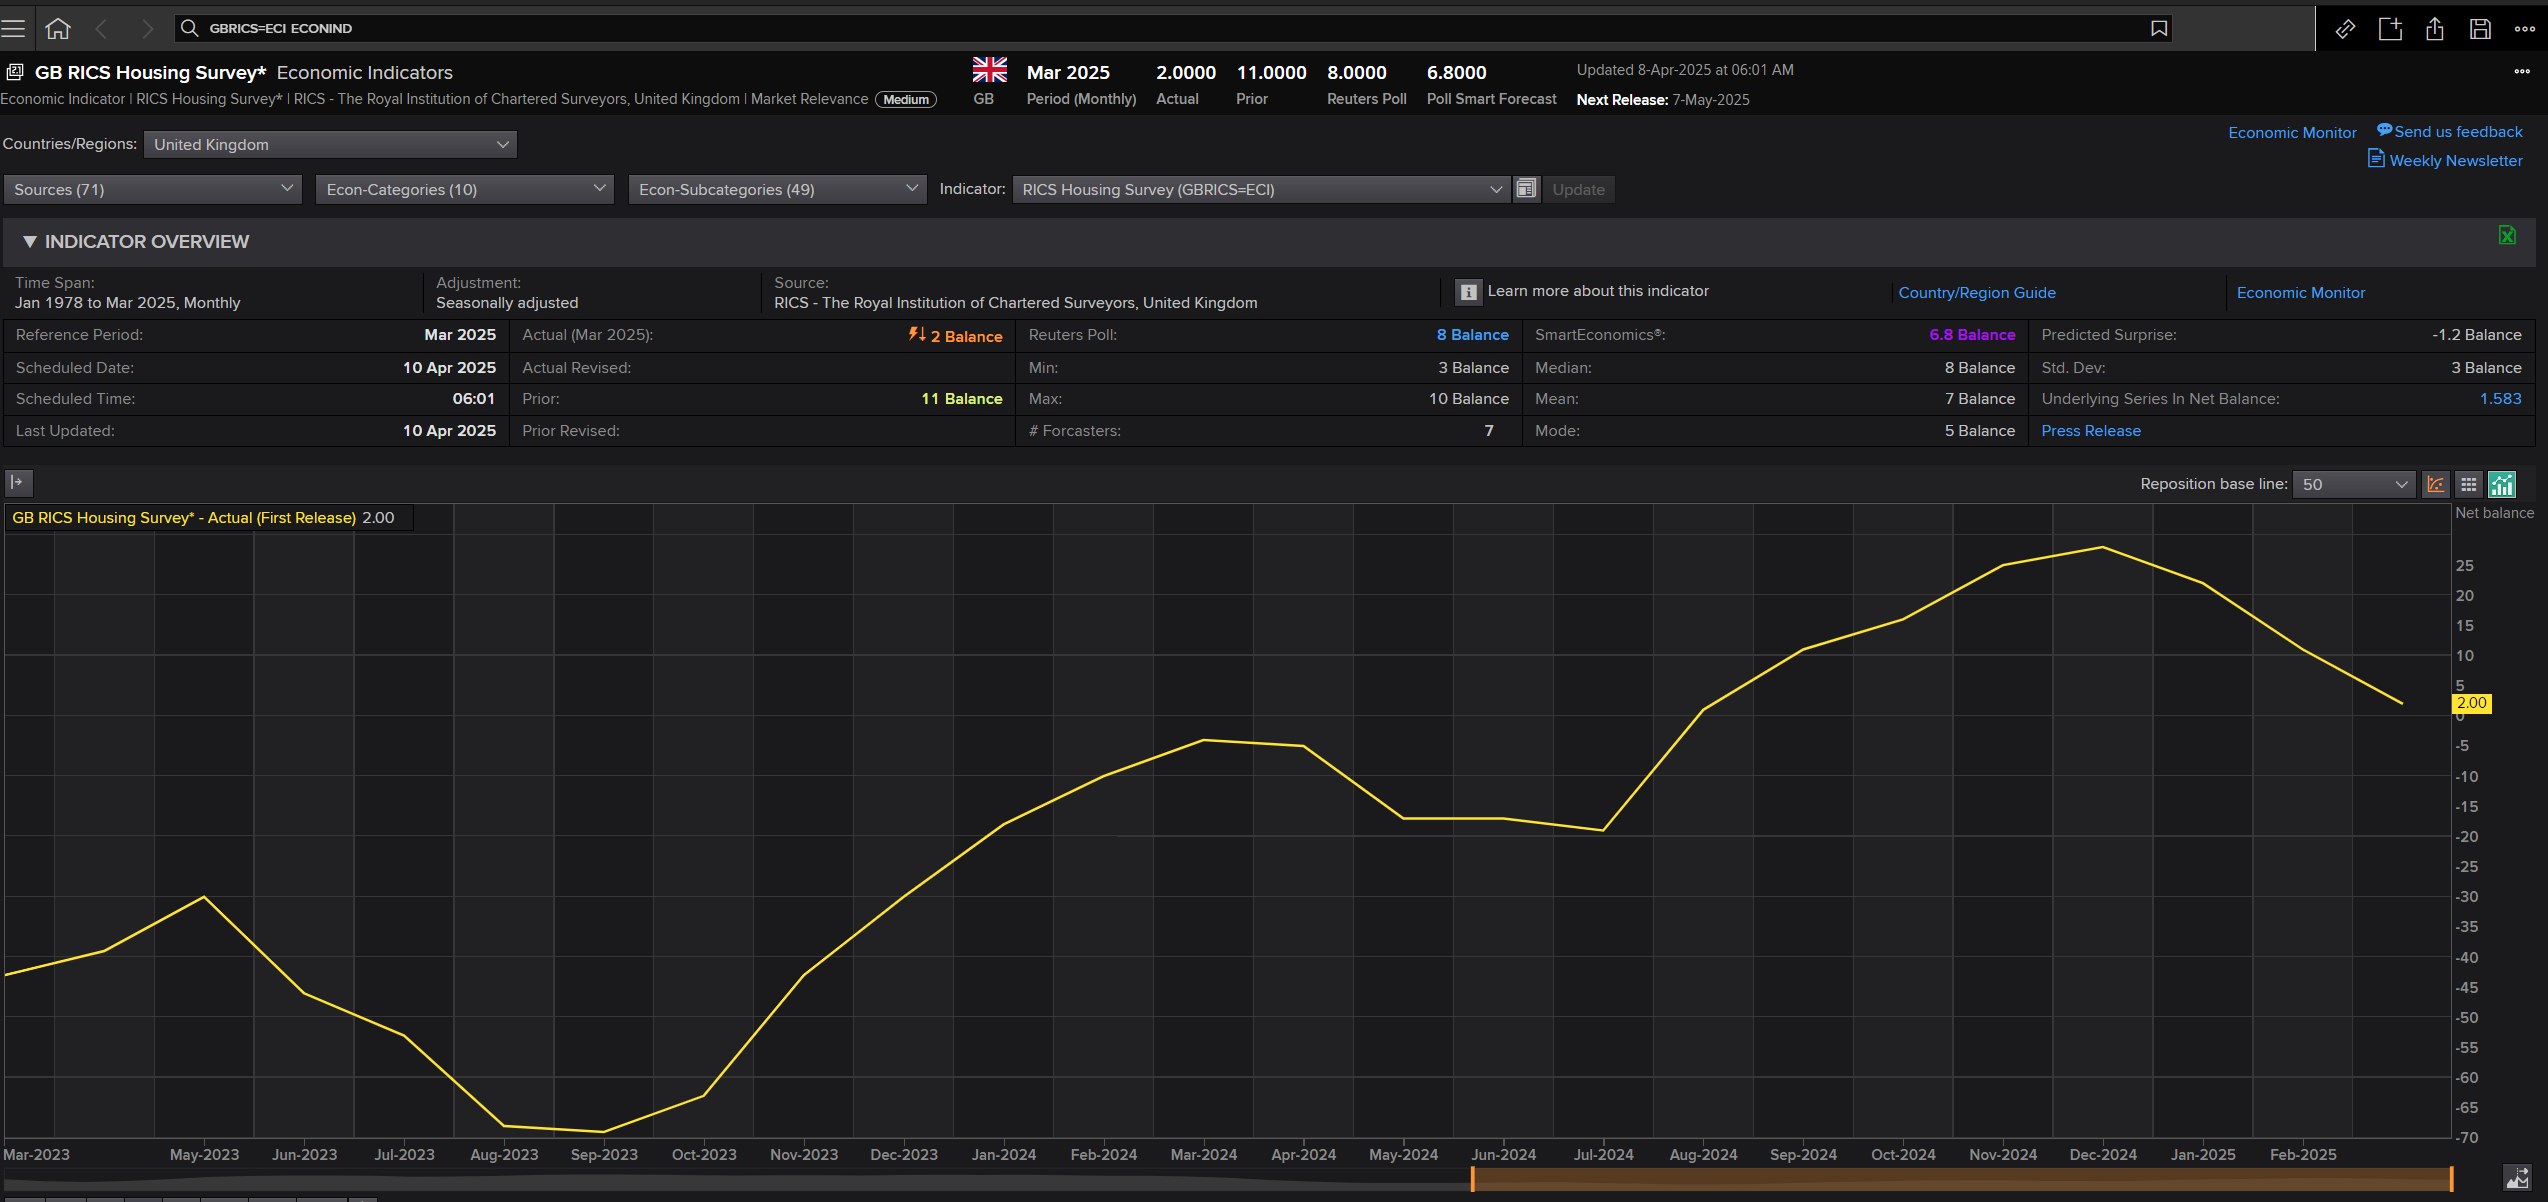 GBRICS=ECI ECONIND
GB RICS Housing Survey* Economic Indicators
Economic Indicator | RICS Housing Survey* | RICS - The Royal Institution of Chartered Surveyors, United Kingdom | Market Relevance Medium
GB
Mar 2025 2.0000 11.0000 8.0000 6.8000
Period (Monthly) Actual Prior Reuters Poll Poll Smart Forecast
Updated 8-Apr-2025 at 06:01 AM
Next Release: 7-May-2025
Countries/Regions: United Kingdom
Economic Monitor Send us feedback
Weekly Newsletter
Sources (71) Econ-Categories (10) Econ-Subcategories (49) Indicator: RICS Housing Survey (GBRICS=ECI) Update
INDICATOR OVERVIEW
Time Span: Adjustment: Source:
Jan 1978 to Mar 2025, Monthly Seasonally adjusted RICS - The Royal Institution of Chartered Surveyors, United Kingdom
Learn more about this indicator Country/Region Guide Economic Monitor
Reference Period: Mar 2025 Actual (Mar 2025): 2 Balance Reuters Poll: 8 Balance SmartEconomics®: 6.8 Balance Predicted Surprise: -1.2 Balance
Scheduled Date: 10 Apr 2025 Actual Revised: Min: 3 Balance Median: 8 Balance Std. Dev: 3 Balance
Scheduled Time: 06:01 Prior: 11 Balance Max: 10 Balance Mean: 7 Balance Underlying Series In Net Balance: 1.583
Last Updated: 10 Apr 2025 Prior Revised: # Forcasters: 7 Mode: 5 Balance Press Release
Reposition base line: 50
GB RICS Housing Survey* - Actual (First Release) 2.00
Net balance
25
20
15
10
5
2.00
0
-5
-10
-15
-20
-25
-30
-35
-40
-45
-50
-55
-60
-65
-70
Mar-2023 May-2023 Jun-2023 Jul-2023 Aug-2023 Sep-2023 Oct-2023 Nov-2023 Dec-2023 Jan-2024 Feb-2024 Mar-2024 Apr-2024 May-2024 Jun-2024 Jul-2024 Aug-2024 Sep-2024 Oct-2024 Nov-2024 Dec-2024 Jan-2025 Feb-2025